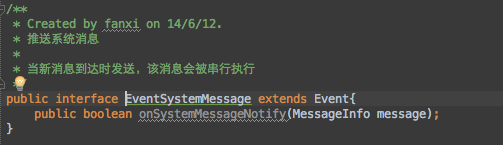 /**
 * Created by fanxi on 14/6/12.
 * 推送系统消息
 *
 * 当新消息到达时发送，该消息会被串行执行
 */
public interface EventSystemMessage extends Event{
    public boolean onSystemMessageNotify(MessageInfo message);
}